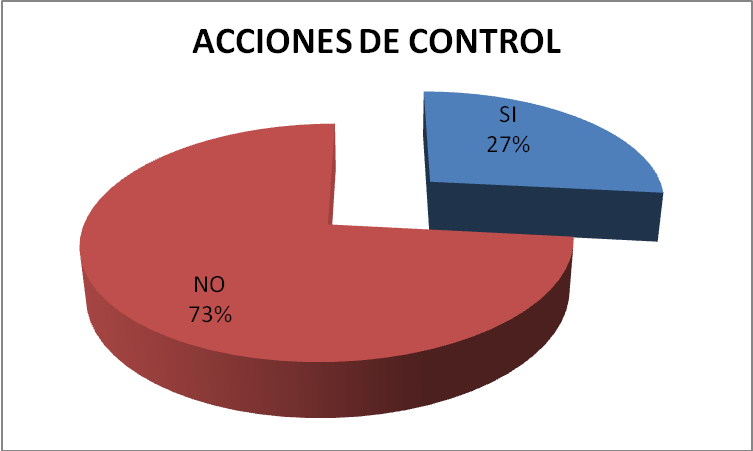 ACCIONES DE CONTROL
SI
27%
NO
73%